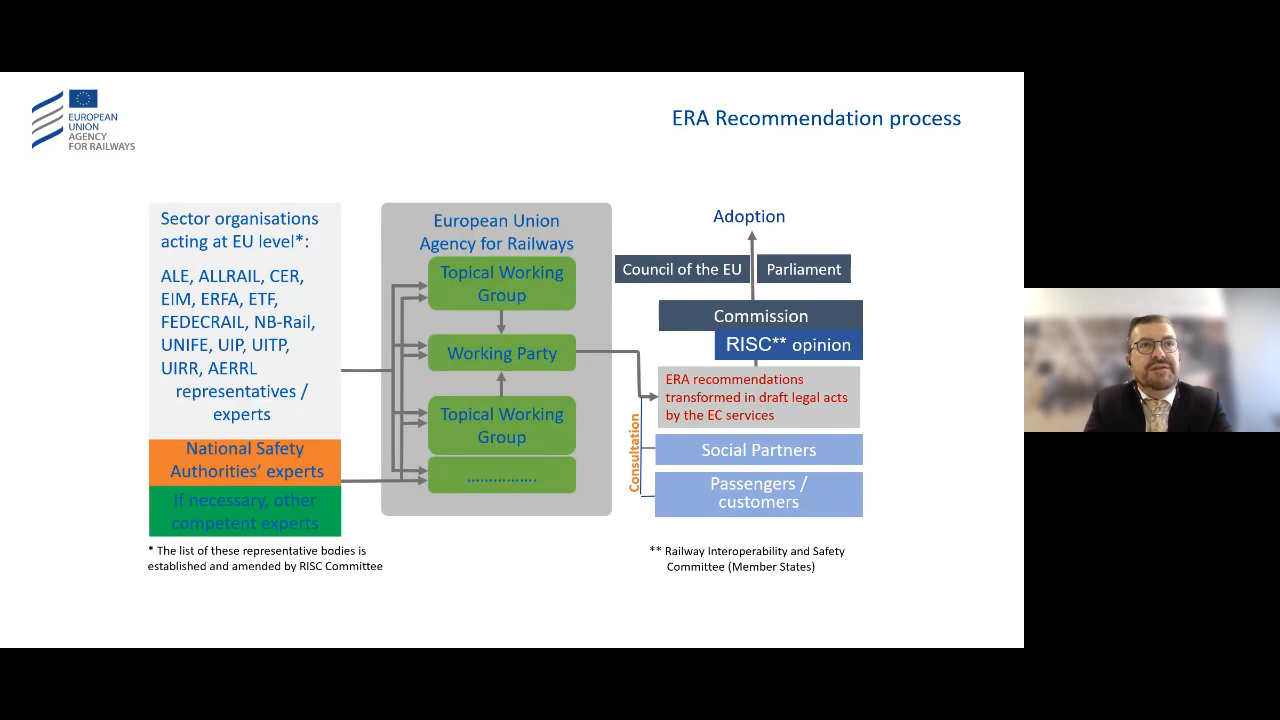 EUROPEAN
UNION
AGENCY
FOR RAILWAYS
ERA Recommendation process
Sector organisations
acting at EU level*:
ALE, ALLRAIL, CER,
EIM, ERFA, ETF,
FEDECRAIL, NB-Rail,
UNIFE, UIP, UITP,
UIRR, AERRL
representatives /
experts
National Safety
Authorities’ experts
If necessary, other
competent experts
* The list of these representative bodies is
established and amended by RISC Committee
European Union
Agency for Railways
Topical Working
Group
Working Party
Topical Working
Group
................
Adoption
Council of the EU
Parliament
Commission
RISC** opinion
ERA recommendations
transformed in draft legal acts
by the EC services
Consultation
Social Partners
Passengers /
customers
** Railway Interoperability and Safety
Committee (Member States)